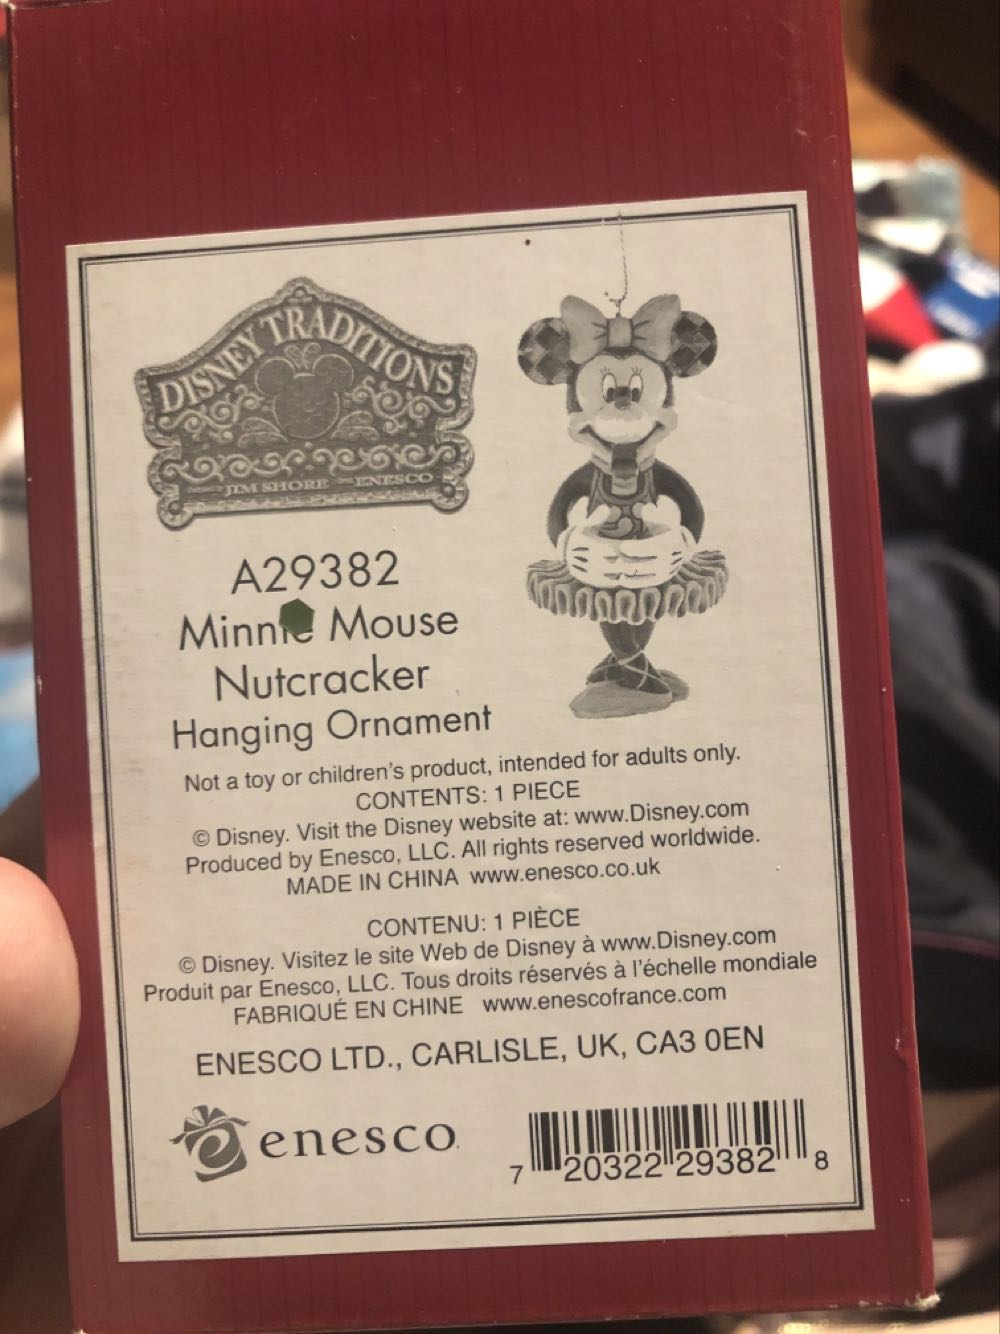 DISNEY TRADITIONS
JIM SHORE ENESCO
A29382
Minnie Mouse
Nutcracker
Hanging Ornament
Not a toy or children's product, intended for adults only.
CONTENTS: 1 PIECE
© Disney. Visit the Disney website at: www.Disney.com
Produced by Enesco, LLC. All rights reserved worldwide.
MADE IN CHINA www.enesco.co.uk
CONTENU: 1 PIÈCE
© Disney. Visitez le site Web de Disney à www.Disney.com
Produit par Enesco, LLC. Tous droits réservés à l'échelle mondiale
FABRIQUÉ EN CHINE www.enescofrance.com
ENESCO LTD., CARLISLE, UK, CA3 0EN
enesco.
7 20322 29382 8